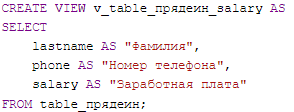 CREATE VIEW v_table_прядеин_salary AS
SELECT
lastname AS "Фамилия",
phone AS "Номер телефона",
salary AS "Заработная плата"
FROM table_прядеин;